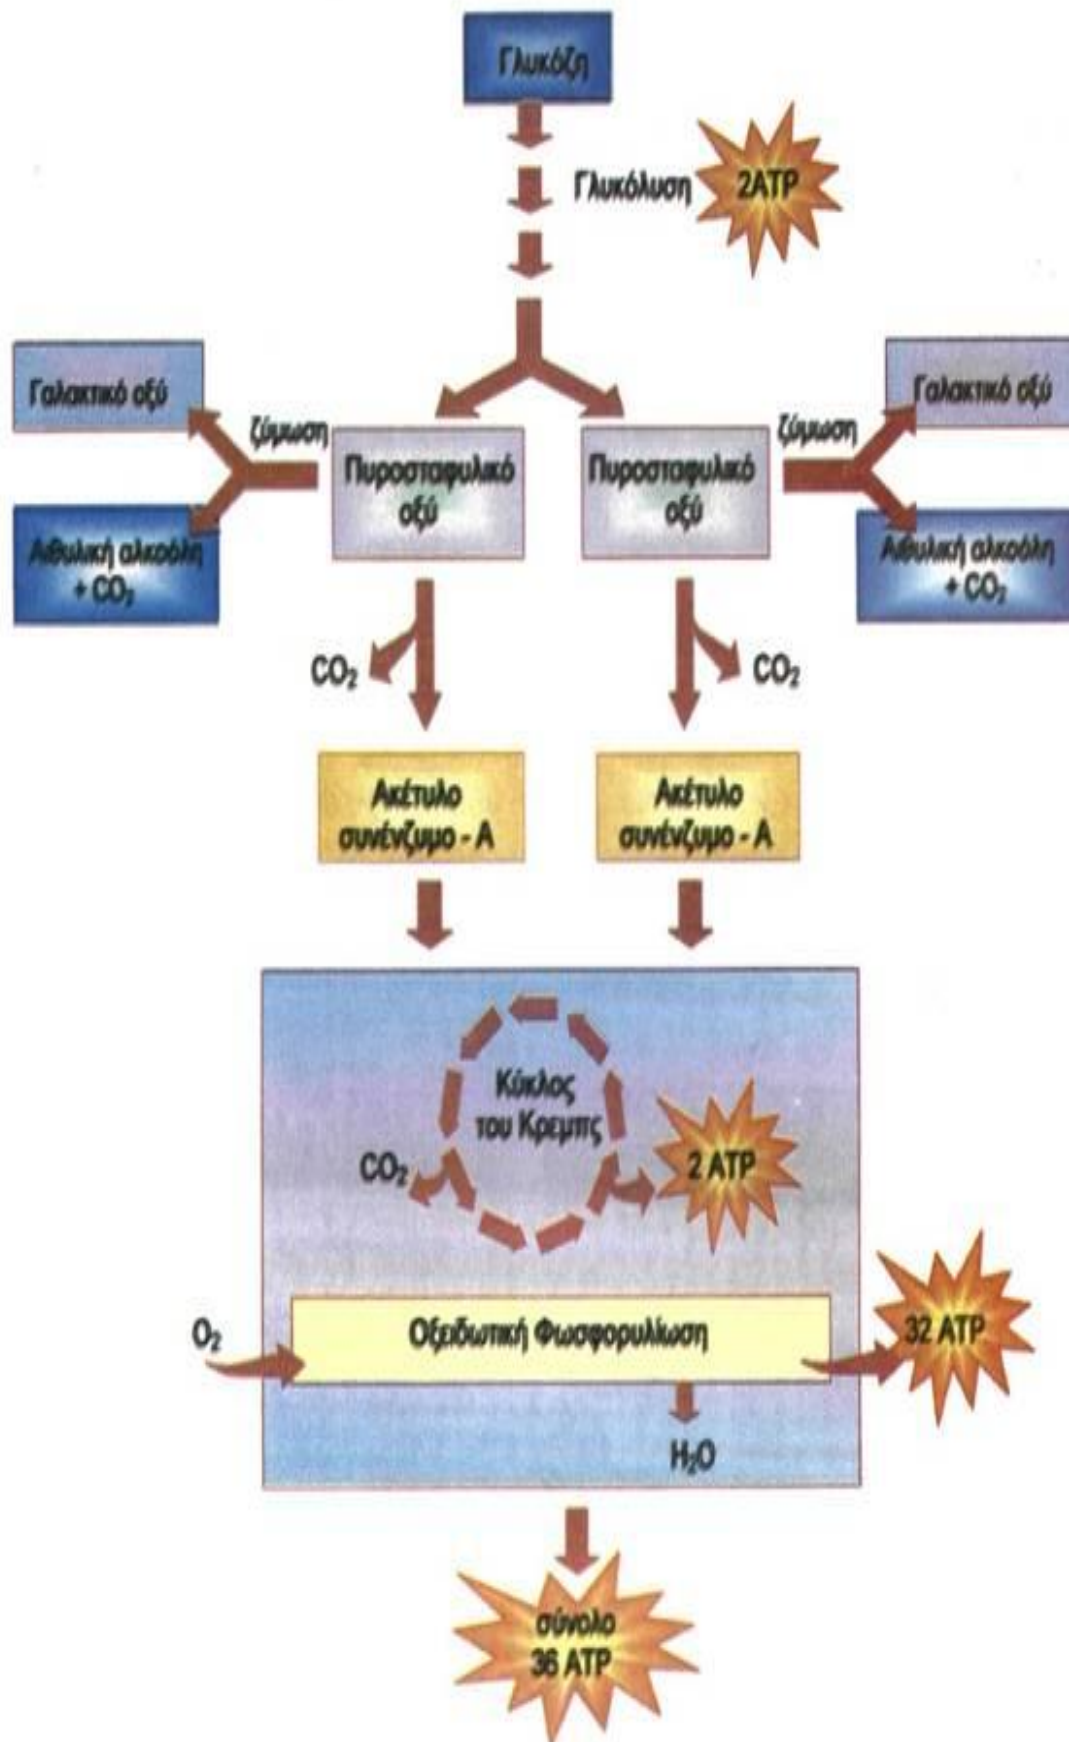 Γλυκόζη
Γλυκόλυση
2ATP
Γαλακτικό οξύ
Γαλακτικό οξύ
ζύμωση
ζύμωση
Πυροσταφυλικό
οξύ
Πυροσταφυλικό
οξύ
Αιθυλική αλκοόλη
+ CO₂
Αιθυλική αλκοόλη
+ CO₂
CO₂
CO₂
Ακέτυλο
συνένζυμο - Α
Ακέτυλο
συνένζυμο - Α
Κύκλος
του Κρεμπς
CO₂
2 ATP
O₂
Οξειδωτική Φωσφορυλίωση
32 ATP
H₂O
σύνολο
36 ATP